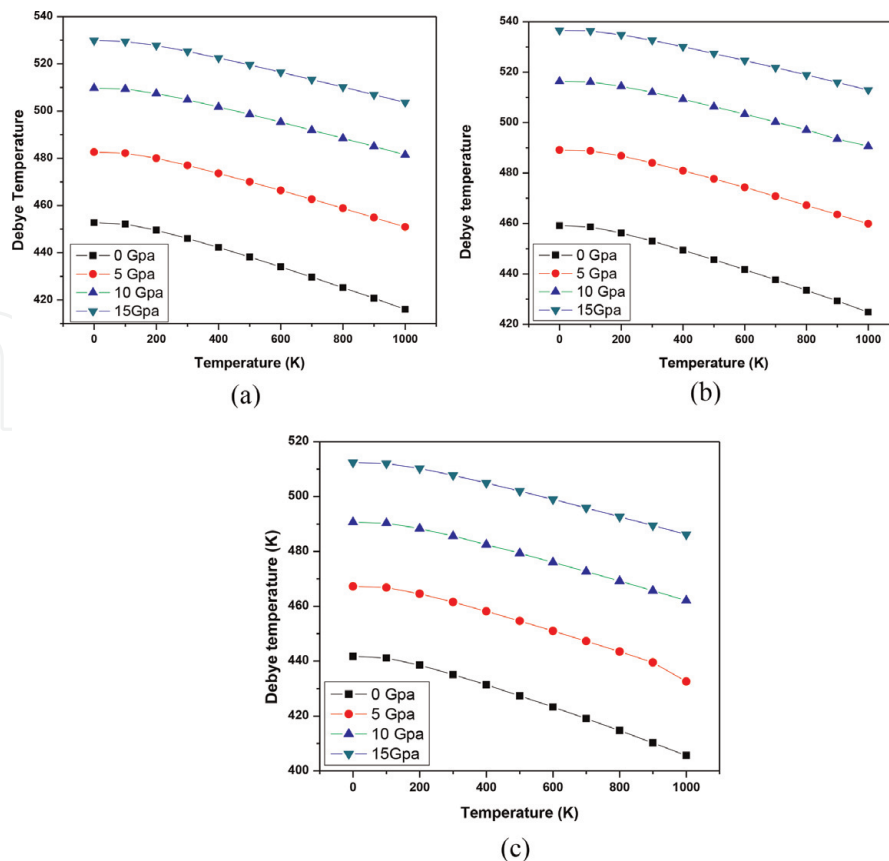 540
520
500
480
460
440
420
Debye Temperature
0 Gpa
5 Gpa
10 Gpa
15Gpa
0 200 400 600 800 1000
Temperature (K)
(a)
540
520
500
480
460
440
420
Debye temperature
0 Gpa
5 Gpa
10 Gpa
15Gpa
0 200 400 600 800 1000
Temperature (K)
(b)
520
500
480
460
440
420
400
Debye temperature (K)
0 Gpa
5 Gpa
10 Gpa
15Gpa
0 200 400 600 800 1000
Temperature (K)
(c)